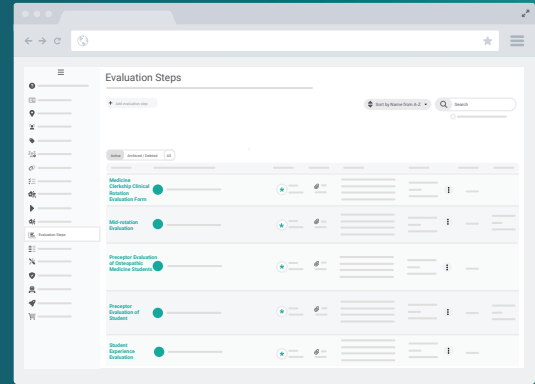 Evaluation Steps
+ Add evaluation step
Sort by Name from A-Z
Search
Active Archived / Deleted All
Medicine
Clerkship Clinical
Rotation
Evaluation Form
Mid-rotation
Evaluation
Preceptor Evaluation
of Osteopathic
Medicine Students
Evaluation Steps
Preceptor
Evaluation of
Student
Student
Experience
Evaluation